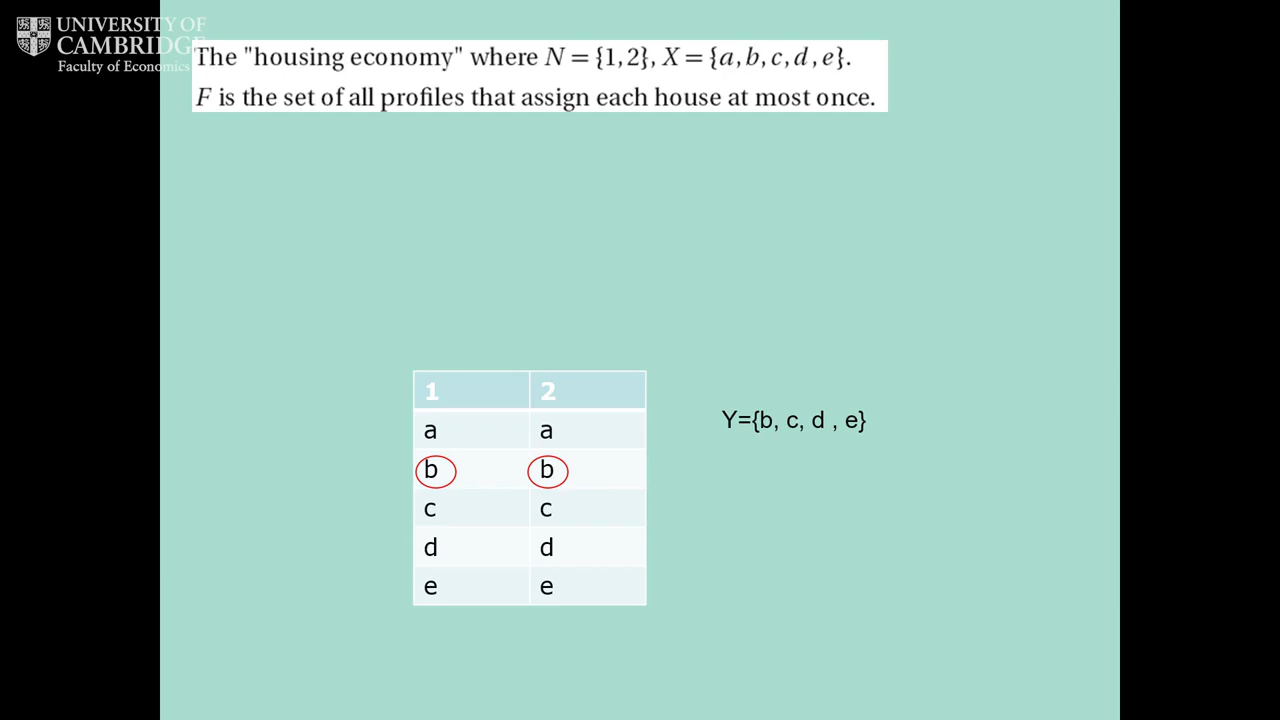 UNIVERSITY OF
CAMBRIDGE
Faculty of Economics
The "housing economy" where N = {1,2}, X = {a,b,c,d,e}.
F is the set of all profiles that assign each house at most once.
1 2
a a
b b
Y={b, c, d , e}
c c
d d
e e